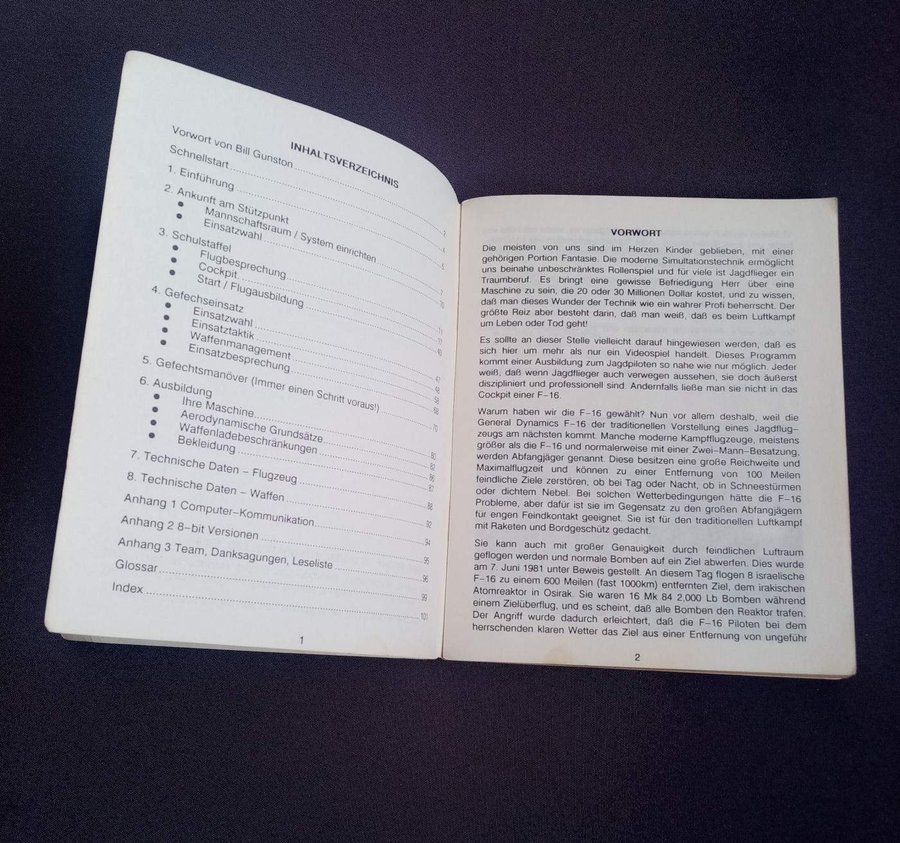 INHALTSVERZEICHNIS
Vorwort von Bill Gunston
Schnellstart
1. Einführung
2. Ankunft am Stützpunkt
● Mannschaftsraum / System einrichten
● Einsatzwahl
3. Schulstaffel
● Flugbesprechung
● Cockpit
● Start / Flugausbildung
4. Gefechseinsatz
● Einsatzwahl
● Einsatztaktik
● Waffenmanagement
● Einsatzbesprechung
5. Gefechtsmanöver (Immer einen Schritt voraus!)
6. Ausbildung
● Ihre Maschine
● Aerodynamische Grundsätze
● Waffenladebeschränkungen
● Bekleidung
7. Technische Daten – Flugzeug
8. Technische Daten – Waffen
Anhang 1 Computer–Kommunikation
Anhang 2 8–bit Versionen
Anhang 3 Team, Danksagungen, Leseliste
Glossar
Index
101
1
VORWORT
Die meisten von uns sind im Herzen Kinder geblieben, mit einer
gehörigen Portion Fantasie. Die moderne Simultationstechnik ermöglicht
uns beinahe unbeschränktes Rollenspiel und für viele ist Jagdflieger ein
Traumberuf. Es bringt eine gewisse Befriedigung Herr über eine
Maschine zu sein, die 20 oder 30 Millionen Dollar kostet, und zu wissen,
daß man dieses Wunder der Technik wie ein wahrer Profi beherrscht. Der
größte Reiz aber besteht darin, daß man weiß, daß es beim Luftkampf
um Leben oder Tod geht!
Es sollte an dieser Stelle vielleicht darauf hingewiesen werden, daß es
sich hier um mehr als nur ein Videospiel handelt. Dieses Programm
kommt einer Ausbildung zum Jagdpiloten so nahe wie nur möglich. Jeder
weiß, daß wenn Jagdflieger auch verwegen aussehen, sie doch äußerst
diszipliniert und professionell sind. Andernfalls ließe man sie nicht in das
Cockpit einer F–16.
Warum haben wir die F–16 gewählt? Nun vor allem deshalb, weil die
General Dynamics F–16 der traditionellen Vorstellung eines Jagdflug–
zeugs am nächsten kommt. Manche moderne Kampfflugzeuge, meistens
größer als die F–16 und normalerweise mit einer Zwei–Mann–Besatzung,
werden Abfangjäger genannt. Diese besitzen eine große Reichweite und
Maximalflugzeit und können zu einer Entfernung von 100 Meilen
feindliche Ziele zerstören, ob bei Tag oder Nacht, ob in Schneestürmen
oder dichtem Nebel. Bei solchen Wetterbedingungen hätte die F–16
Probleme, aber dafür ist sie im Gegensatz zu den großen Abfangjägern
für engen Feindkontakt geeignet. Sie ist für den traditionellen Luftkampf
mit Raketen und Bordgeschütz gedacht.
Sie kann auch mit großer Genauigkeit durch feindlichen Luftraum
geflogen werden und normale Bomben auf ein Ziel abwerfen. Dies wurde
am 7. Juni 1981 unter Beweis gestellt. An diesem Tag flogen 8 israelische
F–16 zu einem 600 Meilen (fast 1000km) entfernten Ziel, dem irakischen
Atomreaktor in Osirak. Sie waren 16 Mk 84 2,000 Lb Bomben während
einem Zielüberflug, und es scheint, daß alle Bomben den Reaktor trafen.
Der Angriff wurde dadurch erleichtert, daß die F–16 Piloten bei dem
herrschenden klaren Wetter das Ziel aus einer Entfernung von ungeführ
2